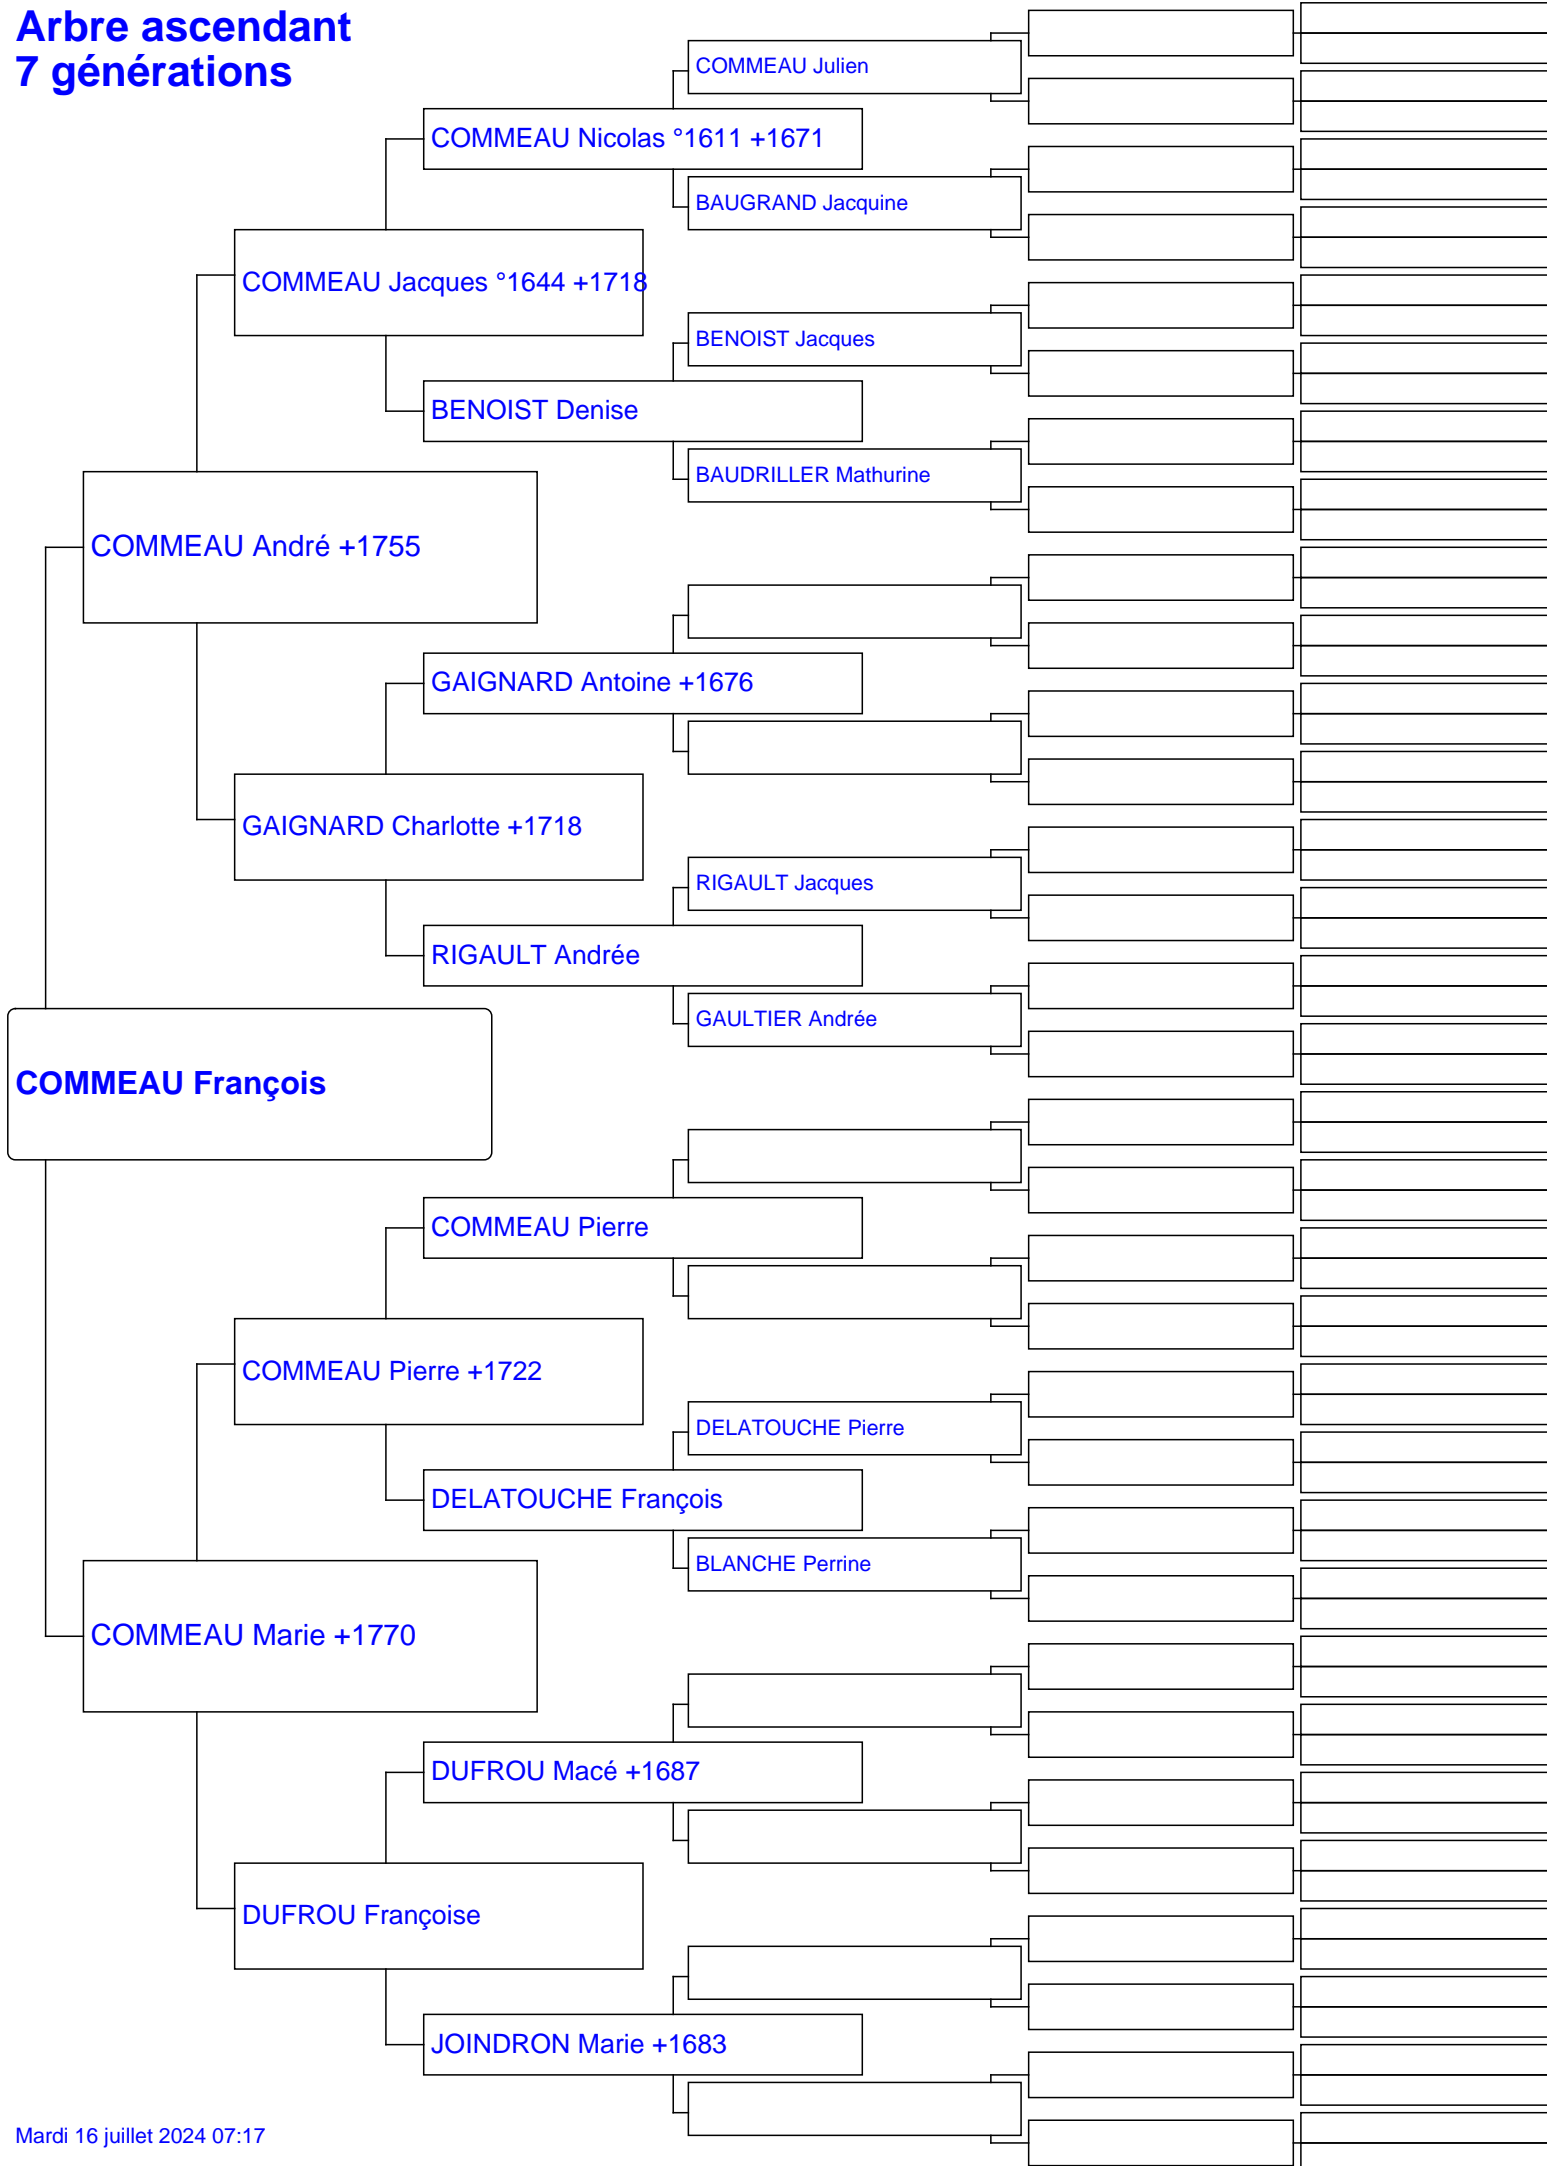 Arbre ascendant
7 générations
COMMEAU Julien
COMMEAU Nicolas °1611 +1671
BAUGRAND Jacquine
COMMEAU Jacques °1644 +1718
BENOIST Jacques
BENOIST Denise
BAUDRILLER Mathurine
COMMEAU André +1755
GAIGNARD Antoine +1676
GAIGNARD Charlotte +1718
RIGAULT Jacques
RIGAULT Andrée
GAULTIER Andrée
COMMEAU François
COMMEAU Pierre
COMMEAU Pierre +1722
DELATOUCHE Pierre
DELATOUCHE François
BLANCHE Perrine
COMMEAU Marie +1770
DUFROU Macé +1687
DUFROU Françoise
JOINDRON Marie +1683
Mardi 16 juillet 2024 07:17